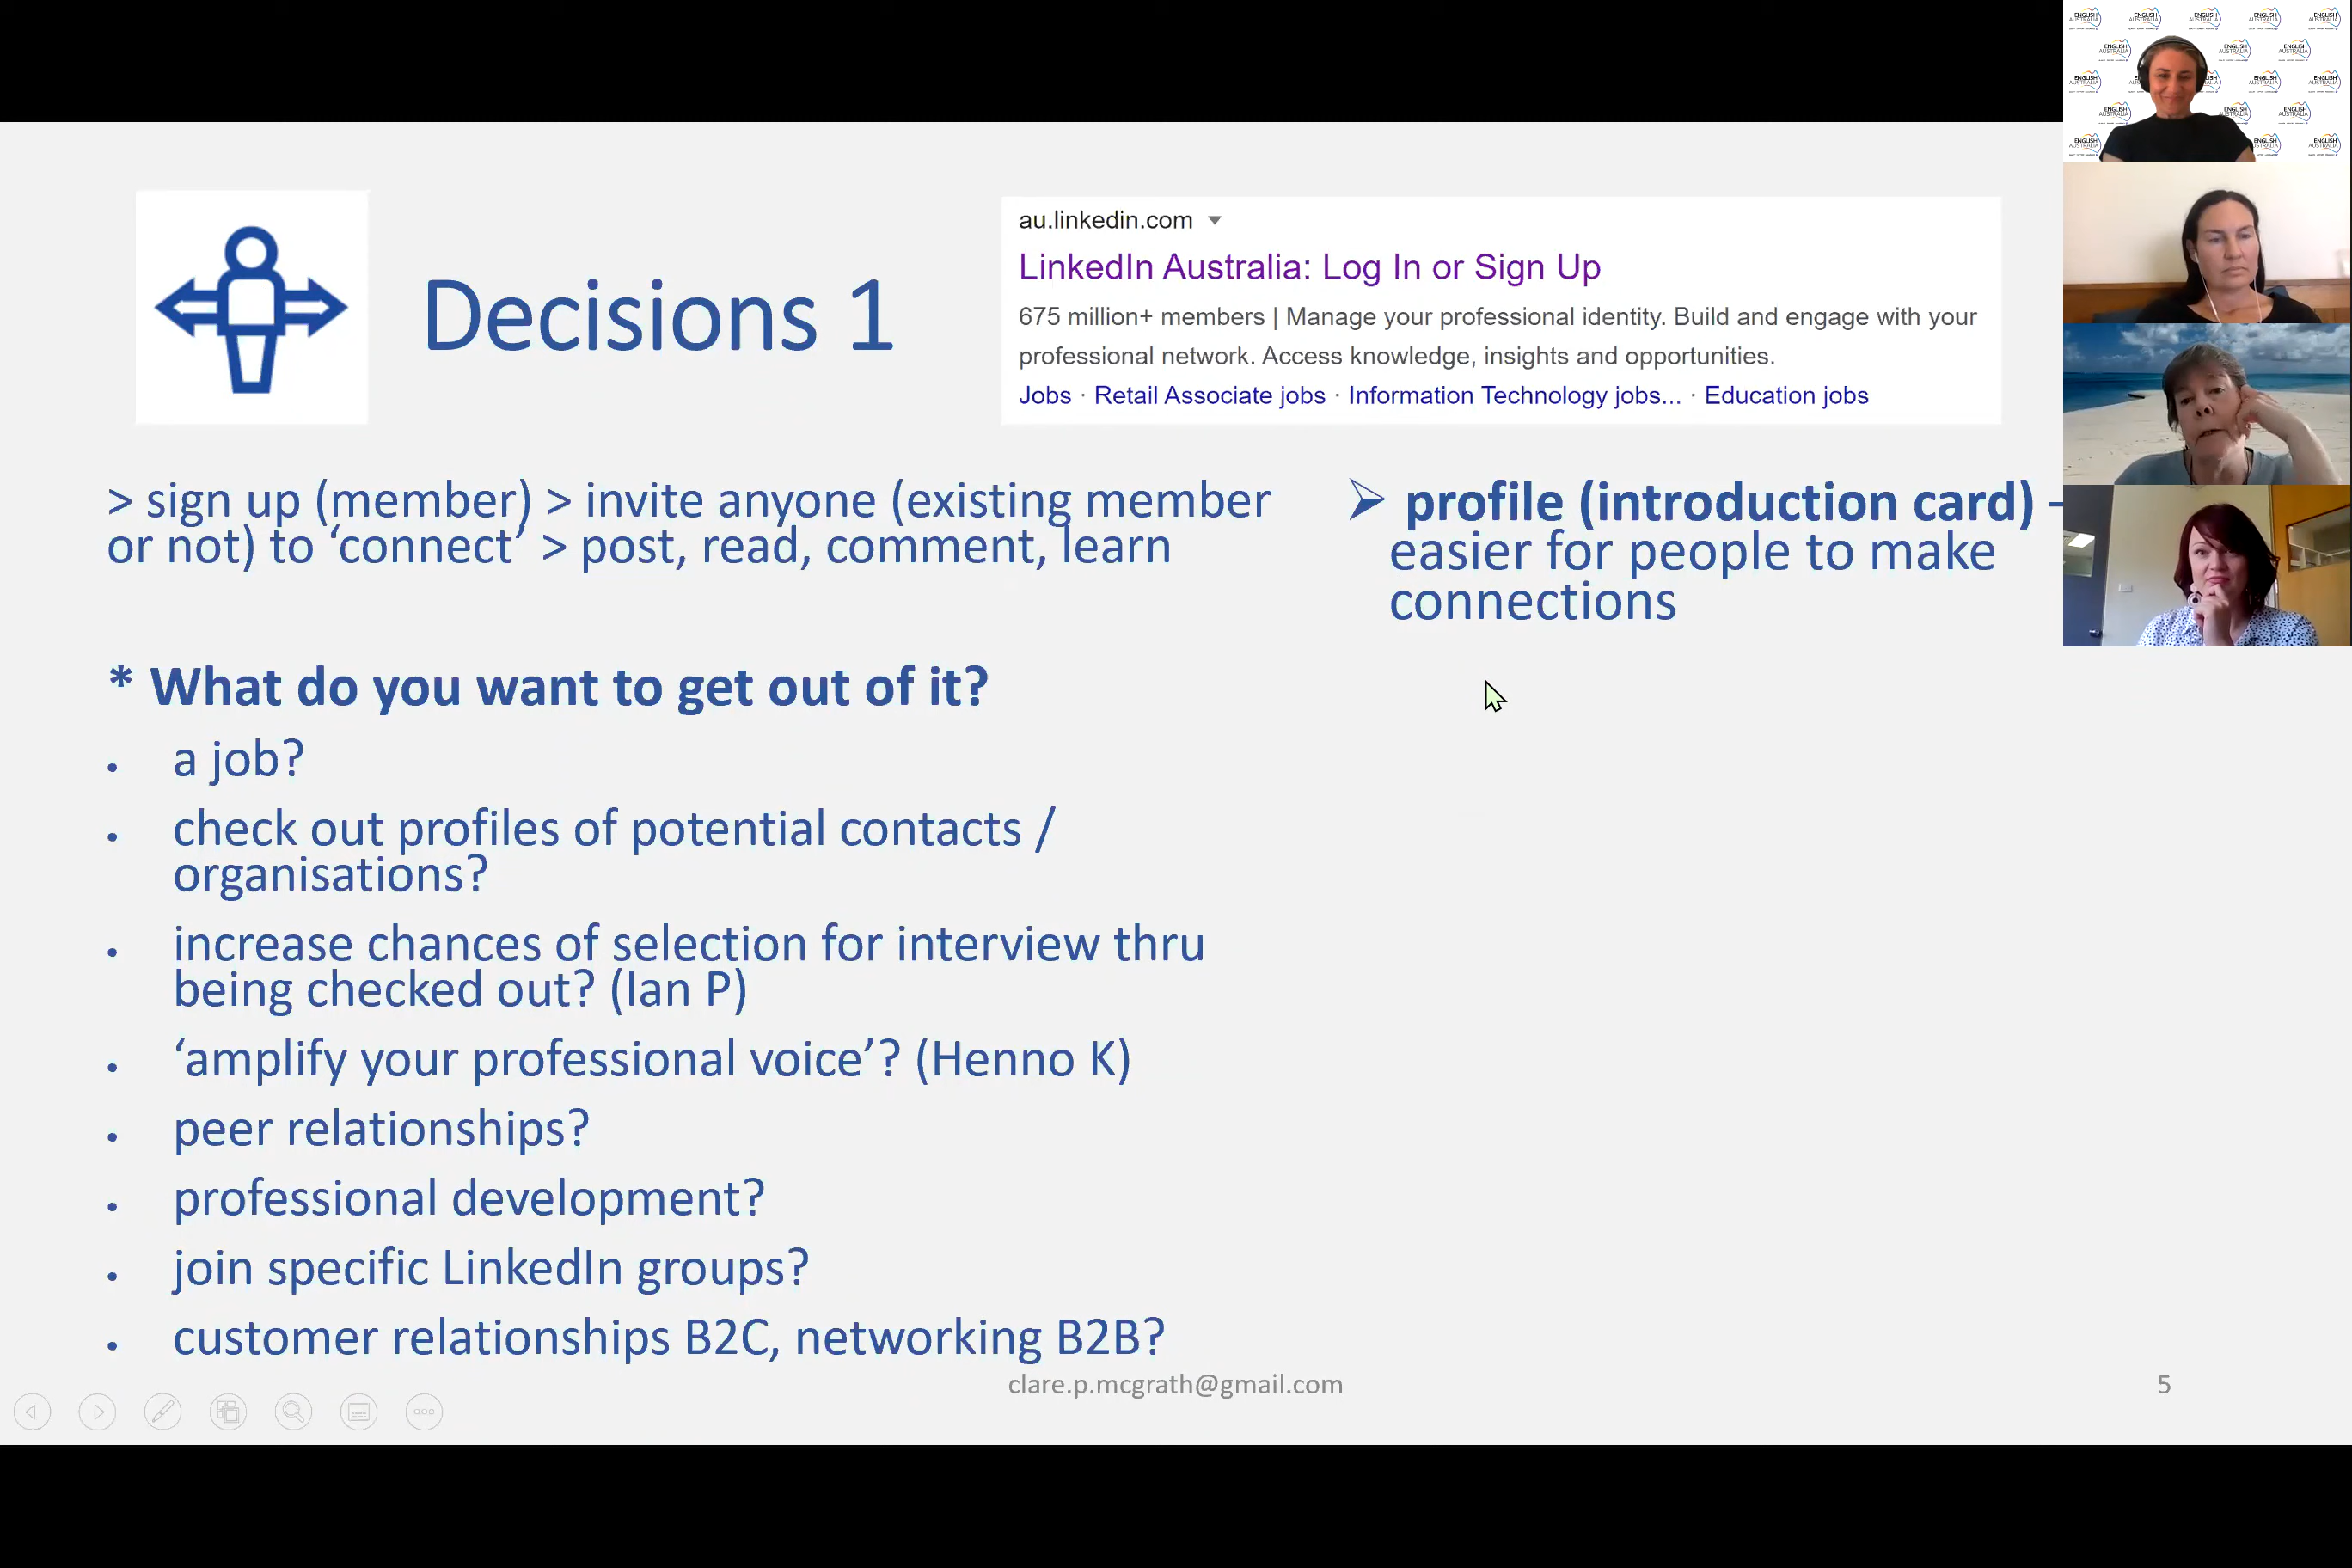 Decisions 1
au.linkedin.com
LinkedIn Australia: Log In or Sign Up
675 million+ members | Manage your professional identity. Build and engage with your
professional network. Access knowledge, insights and opportunities.
Jobs · Retail Associate jobs · Information Technology jobs... · Education jobs
> sign up (member) > invite anyone (existing member
or not) to ‘connect’ > post, read, comment, learn
* What do you want to get out of it?
• a job?
• check out profiles of potential contacts /
organisations?
• increase chances of selection for interview thru
being checked out? (Ian P)
• ‘amplify your professional voice’? (Henno K)
• peer relationships?
• professional development?
• join specific LinkedIn groups?
• customer relationships B2C, networking B2B?
➢ profile (introduction card) –
easier for people to make
connections
clare.p.mcgrath@gmail.com
5
ENGLISH
AUSTRALIA